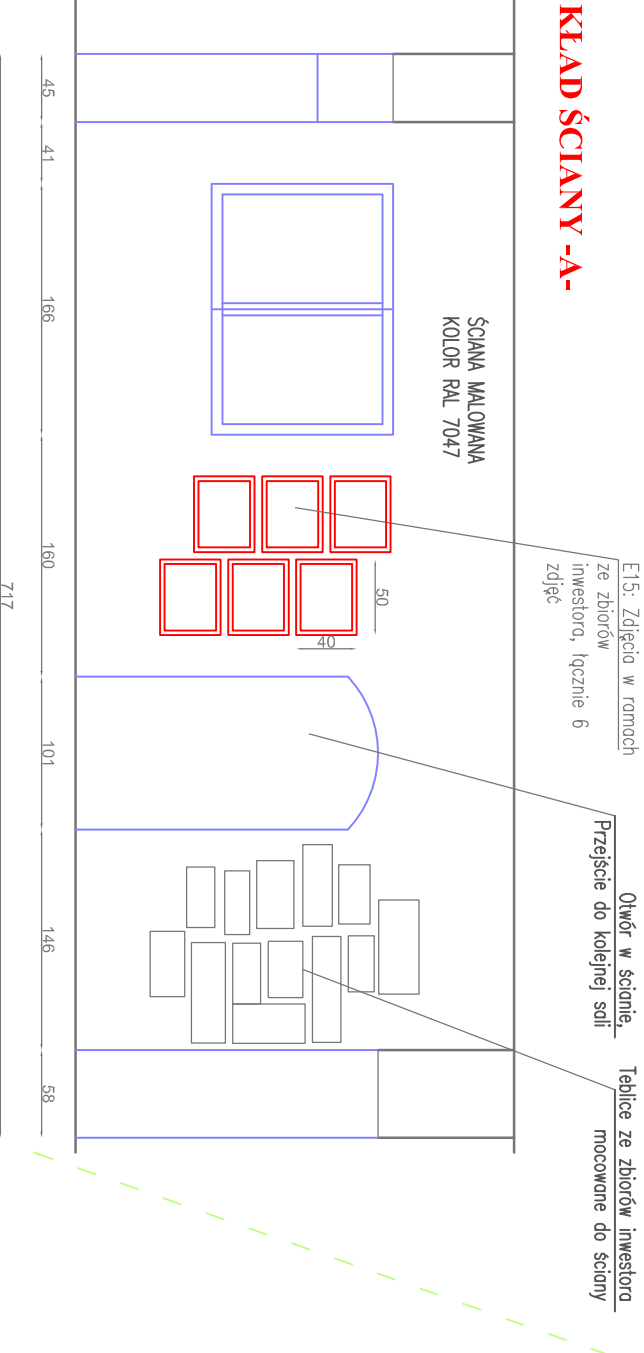 KŁAD ŚCIANY -A-
ŚCIANA MALOWANA
KOLOR RAL 7047
E15: Zdjęcia w ramach
ze zbiorów
inwestora, łącznie 6
zdjęć
Otwór w ścianie,
Przejście do kolejnej sali
Teblice ze zbiorów inwestora
mocowane do ściany
50
40
45
41
166
160
101
146
58
717